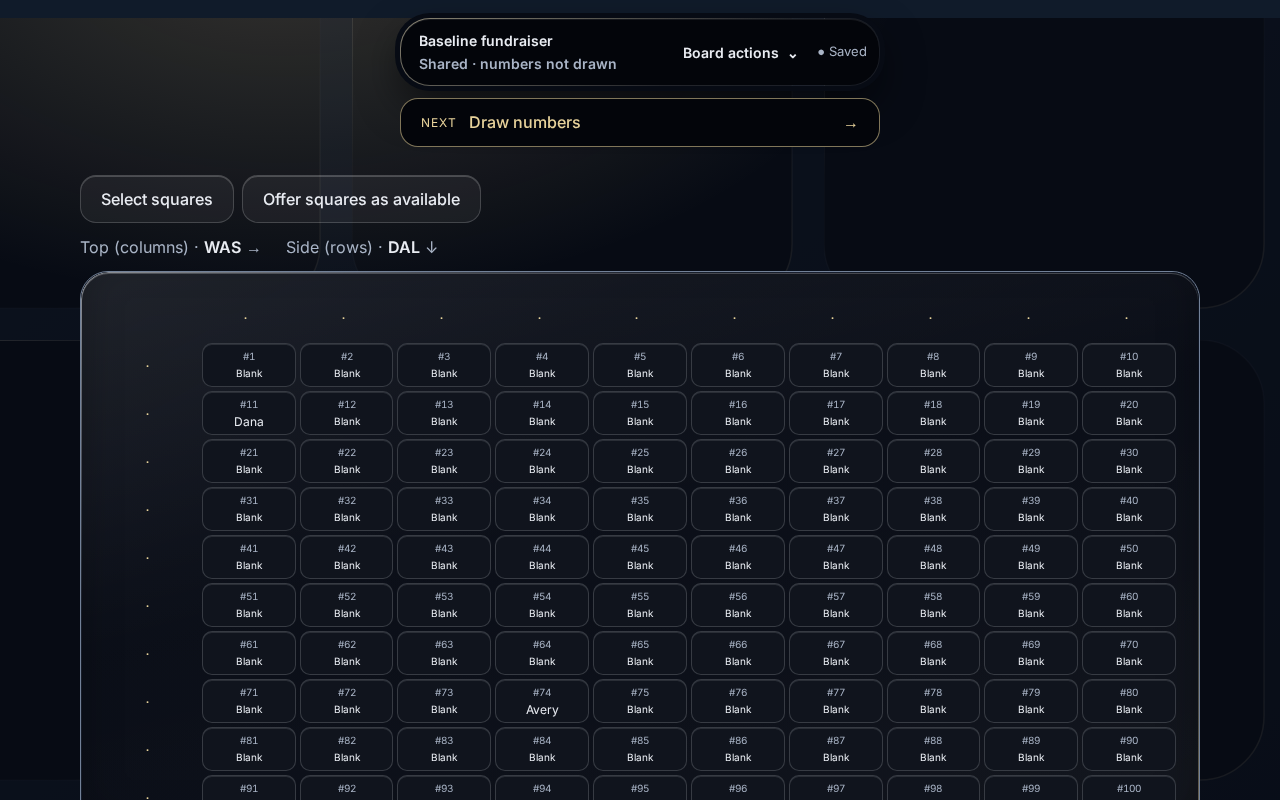 Baseline fundraiser
Shared · numbers not drawn
Board actions ⌄
● Saved
NEXT Draw numbers →
Select squares
Offer squares as available
Top (columns) · WAS → Side (rows) · DAL ↓
· · · · · · · · · ·
#1 #2 #3 #4 #5 #6 #7 #8 #9 #10
· Blank Blank Blank Blank Blank Blank Blank Blank Blank Blank
#11 #12 #13 #14 #15 #16 #17 #18 #19 #20
· Dana Blank Blank Blank Blank Blank Blank Blank Blank Blank
#21 #22 #23 #24 #25 #26 #27 #28 #29 #30
· Blank Blank Blank Blank Blank Blank Blank Blank Blank Blank
#31 #32 #33 #34 #35 #36 #37 #38 #39 #40
· Blank Blank Blank Blank Blank Blank Blank Blank Blank Blank
#41 #42 #43 #44 #45 #46 #47 #48 #49 #50
· Blank Blank Blank Blank Blank Blank Blank Blank Blank Blank
#51 #52 #53 #54 #55 #56 #57 #58 #59 #60
· Blank Blank Blank Blank Blank Blank Blank Blank Blank Blank
#61 #62 #63 #64 #65 #66 #67 #68 #69 #70
· Blank Blank Blank Blank Blank Blank Blank Blank Blank Blank
#71 #72 #73 #74 #75 #76 #77 #78 #79 #80
· Blank Blank Blank Avery Blank Blank Blank Blank Blank Blank
#81 #82 #83 #84 #85 #86 #87 #88 #89 #90
· Blank Blank Blank Blank Blank Blank Blank Blank Blank Blank
#91 #92 #93 #94 #95 #96 #97 #98 #99 #100
·